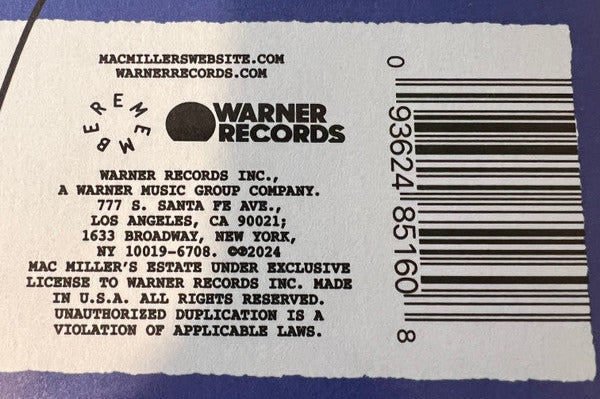 MACMILLERSWEBSITE.COM
WARNERRECORDS.COM
REMEMBER
WARNER
RECORDS
WARNER RECORDS INC.,
A WARNER MUSIC GROUP COMPANY.
777 S. SANTA FE AVE.,
LOS ANGELES, CA 90021;
1633 BROADWAY, NEW YORK,
NY 10019-6708. ©℗2024
MAC MILLER'S ESTATE UNDER EXCLUSIVE
LICENSE TO WARNER RECORDS INC. MADE
IN U.S.A. ALL RIGHTS RESERVED.
UNAUTHORIZED DUPLICATION IS A
VIOLATION OF APPLICABLE LAWS.
0 93624 85160 8